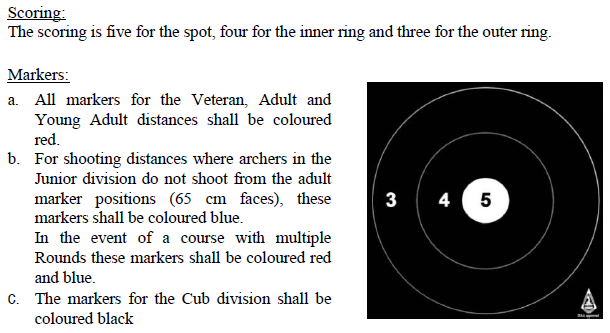 Scoring:
The scoring is five for the spot, four for the inner ring and three for the outer ring.
Markers:
a. All markers for the Veteran, Adult and
Young Adult distances shall be coloured
red.
b. For shooting distances where archers in the
Junior division do not shoot from the adult
marker positions (65 cm faces), these
markers shall be coloured blue.
In the event of a course with multiple
Rounds these markers shall be coloured red
and blue.
c. The markers for the Cub division shall be
coloured black
3 4 5